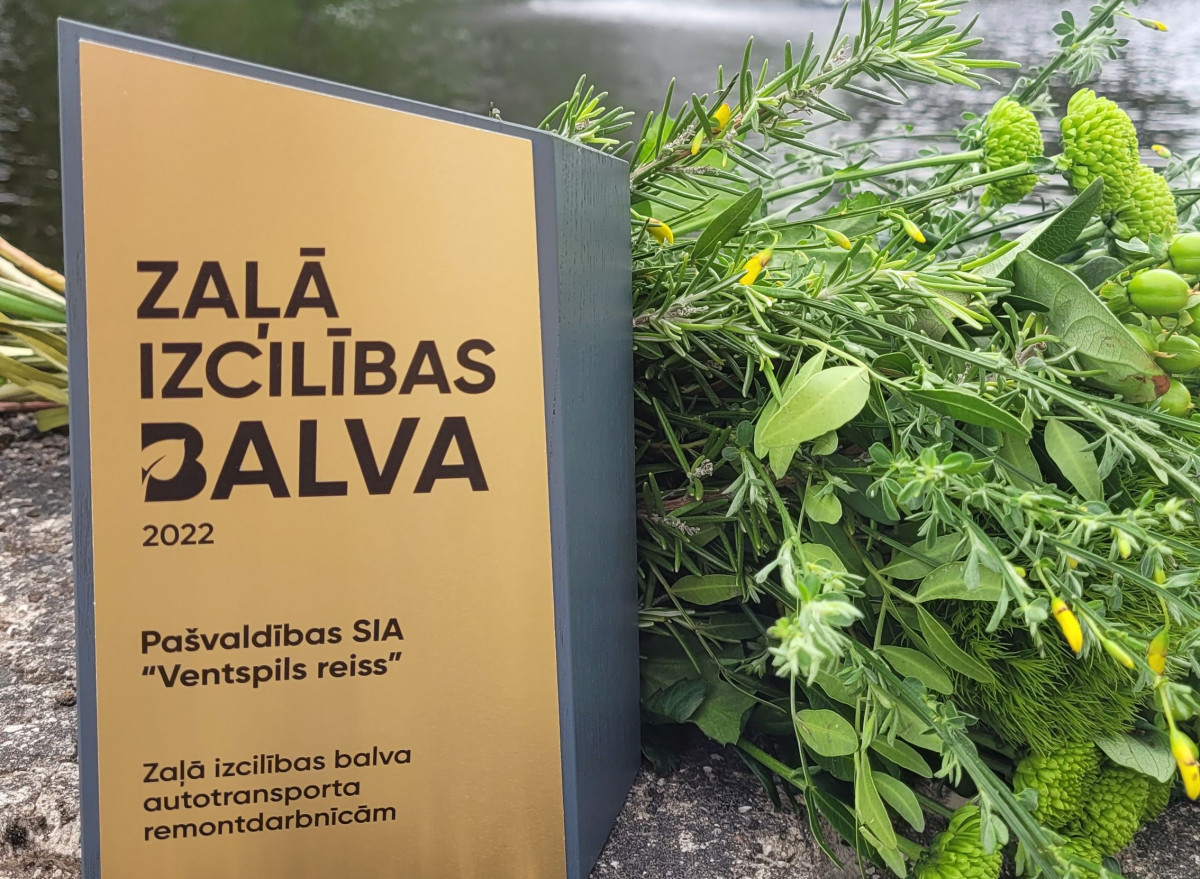 ZAĻĀ
IZCILĪBAS
BALVA
2022
Pašvaldības SIA
“Ventspils reiss”
Zaļā izcilības balva
autotransporta
remontdarbnīcām